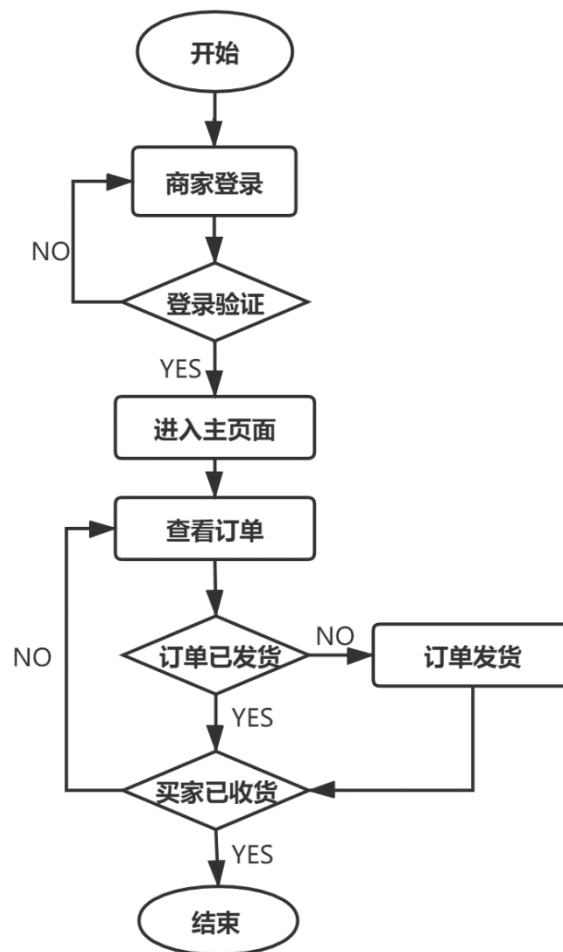 开始
商家登录
NO
登录验证
YES
进入主页面
查看订单
NO
订单已发货
NO
订单发货
YES
买家已收货
YES
结束